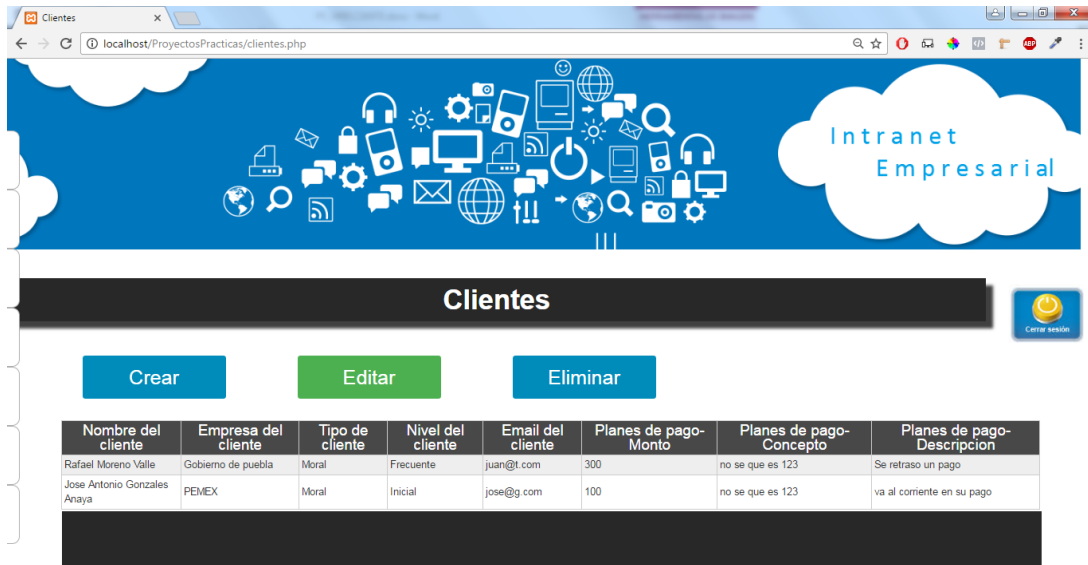 Clientes
localhost/ProyectosPracticas/clientes.php
ABP
Intranet
Empresarial
Clientes
Cerrar sesión
Crear
Editar
Eliminar
Nombre del cliente Empresa del cliente Tipo de cliente Nivel del cliente Email del cliente Planes de pago-Monto Planes de pago-Concepto Planes de pago-Descripcion
Rafael Moreno Valle Gobierno de puebla Moral Frecuente juan@t.com 300 no se que es 123 Se retraso un pago
Jose Antonio Gonzales Anaya PEMEX Moral Inicial jose@g.com 100 no se que es 123 va al corriente en su pago